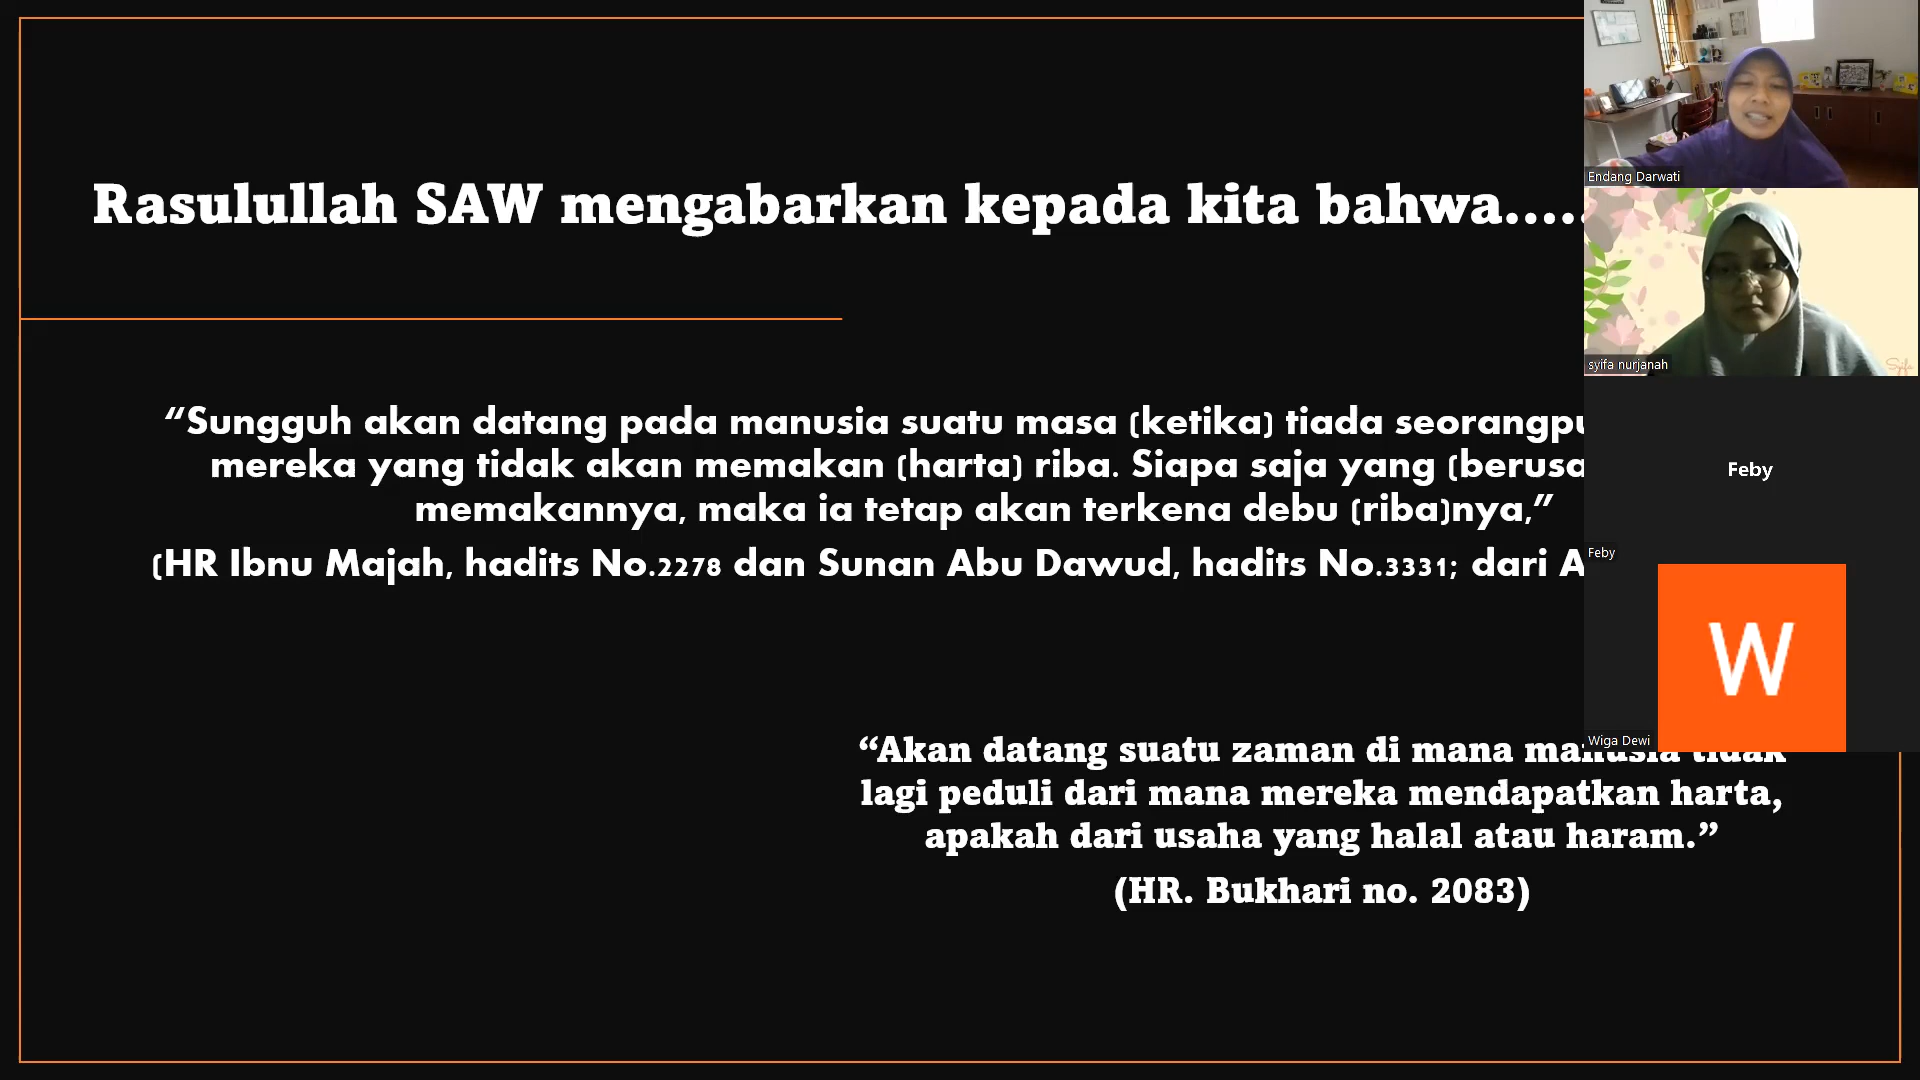 Rasulullah SAW mengabarkan kepada kita bahwa.....
“Sungguh akan datang pada manusia suatu masa (ketika) tiada
mereka yang tidak akan memakan (harta) riba. Siapa saja yang
memakannya, maka ia tetap akan terkena debu (riba)nya,”
(HR Ibnu Majah, hadits No.2278 dan Sunan Abu Dawud, hadits No.3331; dari
“Akan datang suatu zaman di mana manusia tidak
lagi peduli dari mana mereka mendapatkan harta,
apakah dari usaha yang halal atau haram.”
(HR. Bukhari no. 2083)
Endang Darwati
syifa nurjanah
Feby
Feby
W
Wiga Dewi